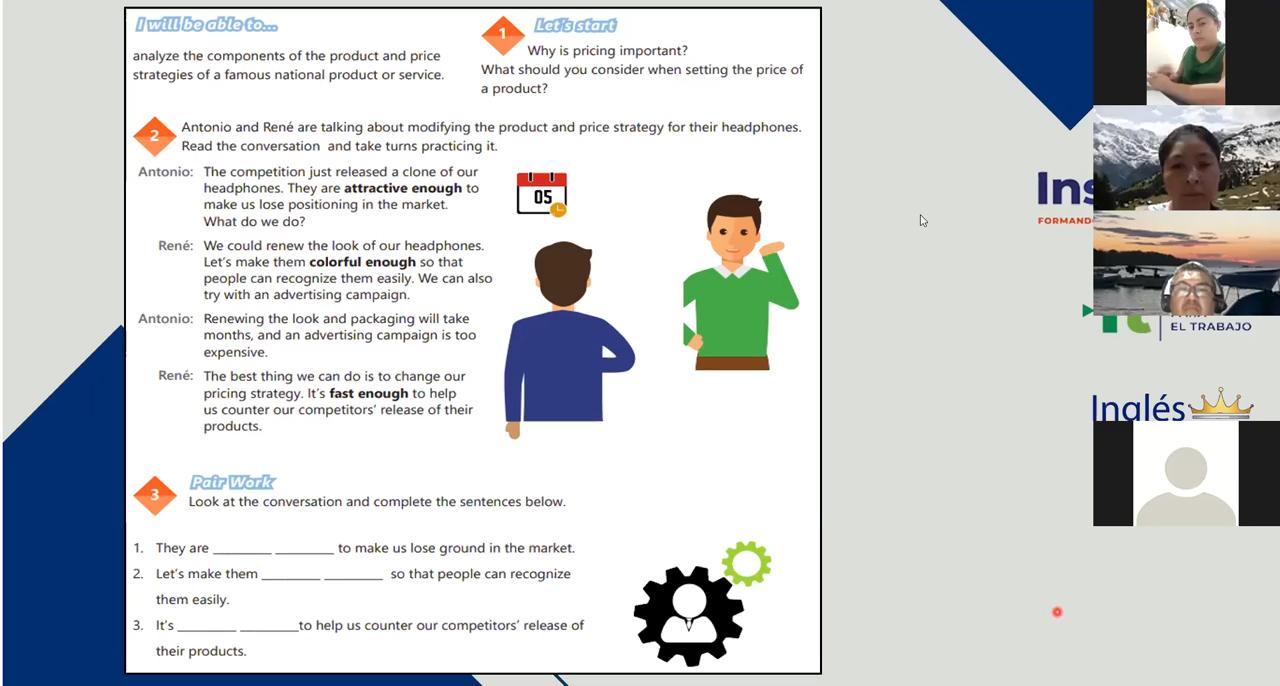 I will be able to...
analyze the components of the product and price
strategies of a famous national product or service.
1
Let's start
Why is pricing important?
What should you consider when setting the price of
a product?
2
Antonio and René are talking about modifying the product and price strategy for their headphones.
Read the conversation and take turns practicing it.
Antonio: The competition just released a clone of our
headphones. They are attractive enough to
make us lose positioning in the market.
What do we do?
René: We could renew the look of our headphones.
Let's make them colorful enough so that
people can recognize them easily. We can also
try with an advertising campaign.
Antonio: Renewing the look and packaging will take
months, and an advertising campaign is too
expensive.
René: The best thing we can do is to change our
pricing strategy. It's fast enough to help
us counter our competitors' release of their
products.
05
3
Pair Work
Look at the conversation and complete the sentences below.
1. They are ________ ________ to make us lose ground in the market.
2. Let's make them ________ ________ so that people can recognize
them easily.
3. It's ________ ________to help us counter our competitors' release of
their products.
EL TRABAJO
Inglés